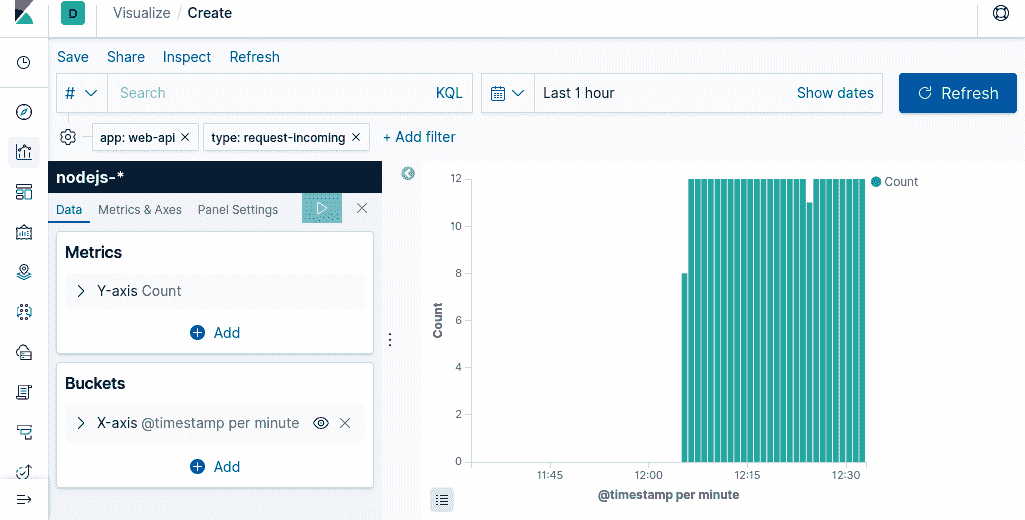 D Visualize / Create
Save Share Inspect Refresh
# Search KQL Last 1 hour Show dates Refresh
app: web-api × type: request-incoming × + Add filter
nodejs-*
Data Metrics & Axes Panel Settings
Metrics
Y-axis Count
Add
Buckets
X-axis @timestamp per minute
Add
Count
12
10
8
6
4
2
0
11:45 12:00 12:15 12:30
@timestamp per minute
Count